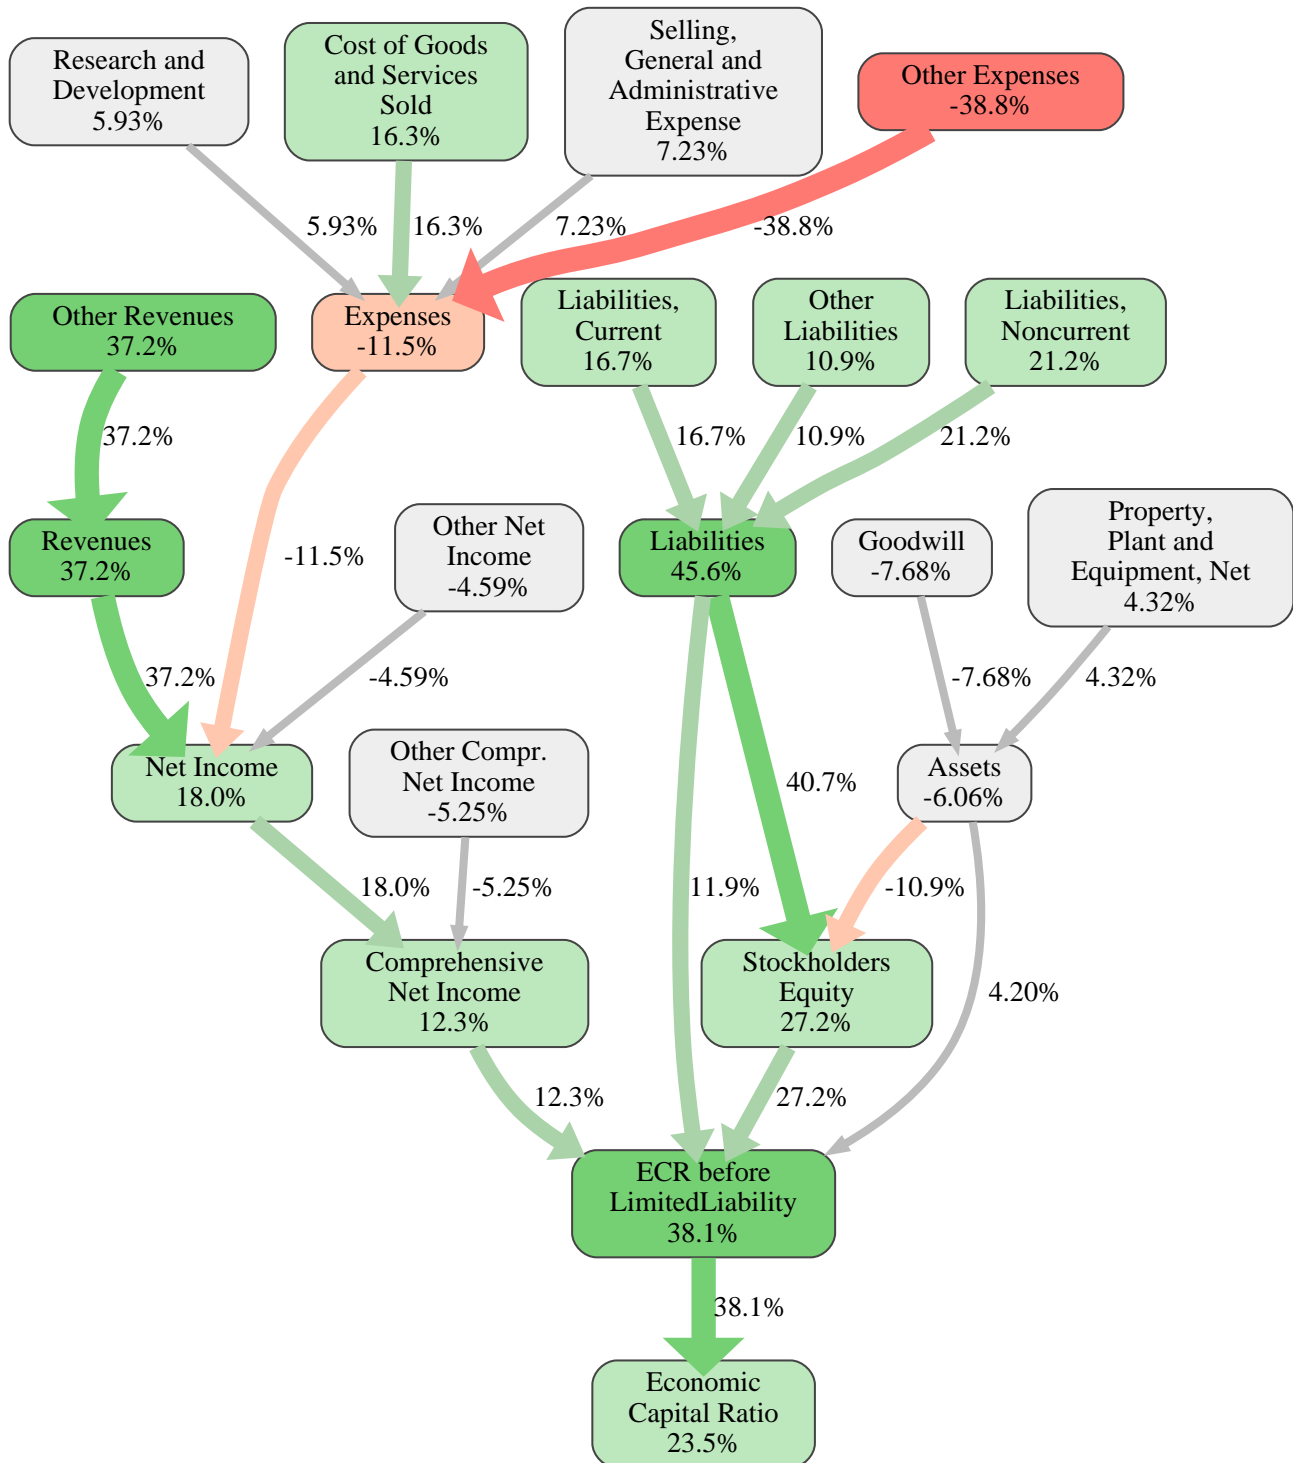 Research and
Development
5.93%
Cost of Goods
and Services
Sold
16.3%
Selling,
General and
Administrative
Expense
7.23%
Other Expenses
-38.8%
5.93%
16.3%
7.23%
-38.8%
Other Revenues
37.2%
Expenses
-11.5%
Liabilities,
Current
16.7%
Other
Liabilities
10.9%
Liabilities,
Noncurrent
21.2%
37.2%
16.7%
10.9%
21.2%
Revenues
37.2%
-11.5%
Other Net
Income
-4.59%
Liabilities
45.6%
Goodwill
-7.68%
Property,
Plant and
Equipment, Net
4.32%
37.2%
-4.59%
-7.68%
4.32%
Net Income
18.0%
Other Compr.
Net Income
-5.25%
40.7%
Assets
-6.06%
18.0%
-5.25%
11.9%
-10.9%
Comprehensive
Net Income
12.3%
Stockholders
Equity
27.2%
4.20%
12.3%
27.2%
ECR before
LimitedLiability
38.1%
38.1%
Economic
Capital Ratio
23.5%